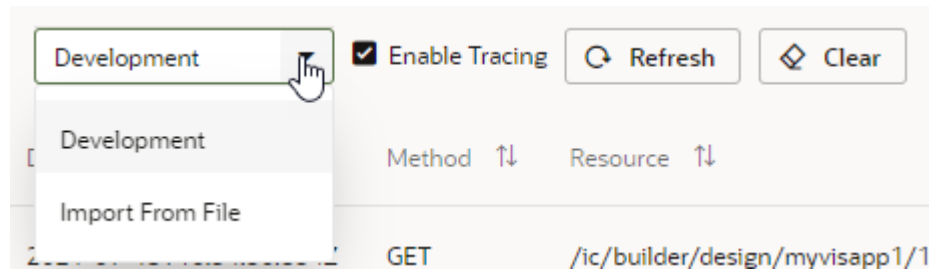 Development Enable Tracing Refresh Clear
Development
Method Resource
Import From File
GET /ic/builder/design/myvisapp1/1